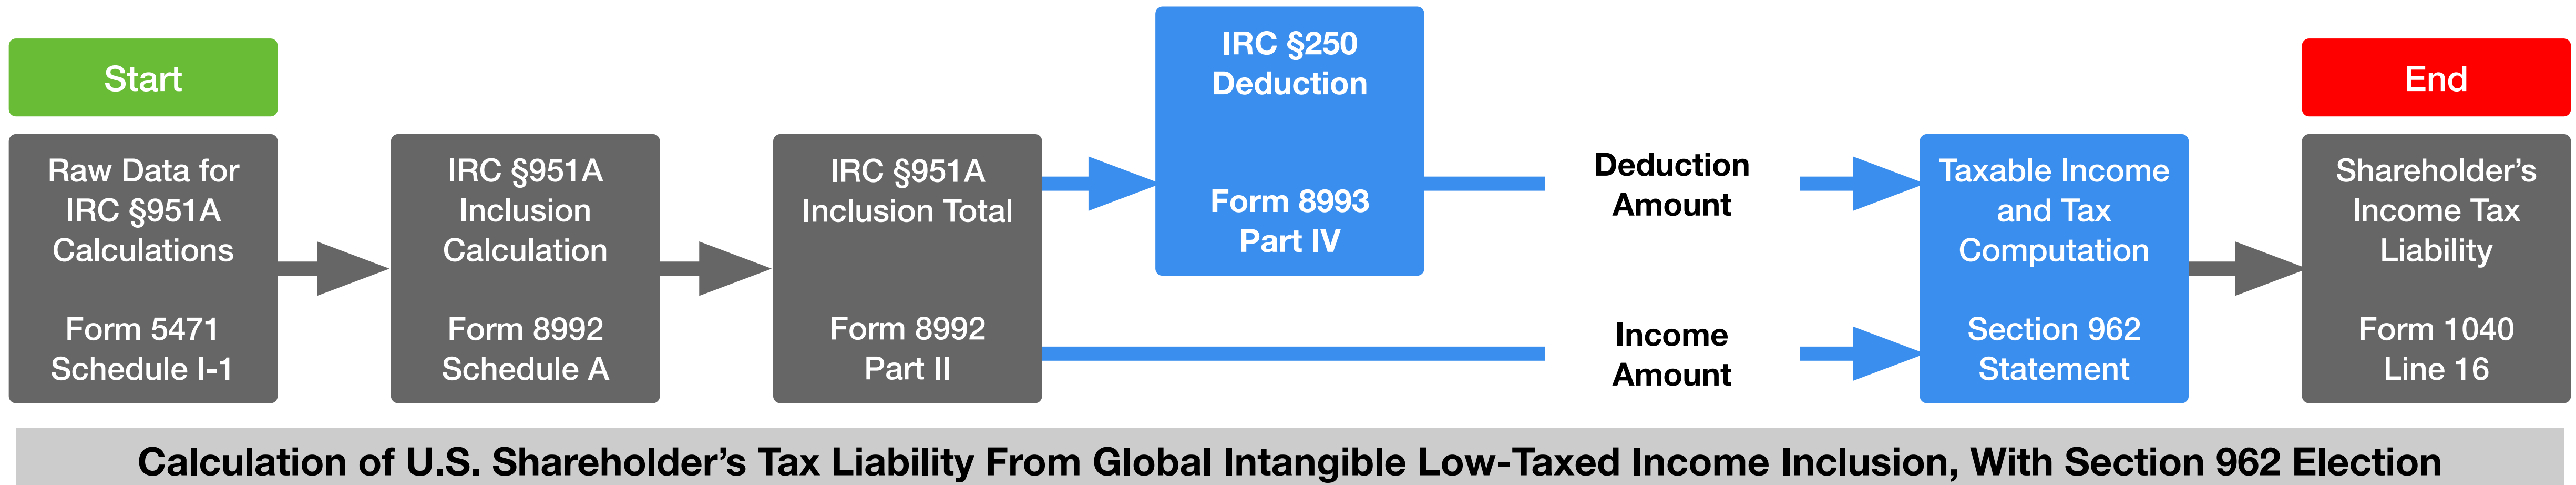 Start
Raw Data for
IRC §951A
Calculations
Form 5471
Schedule I-1
IRC §951A
Inclusion
Calculation
Form 8992
Schedule A
IRC §951A
Inclusion Total
Form 8992
Part II
IRC §250
Deduction
Form 8993
Part IV
Deduction
Amount
Income
Amount
Taxable Income
and Tax
Computation
Section 962
Statement
End
Shareholder’s
Income Tax
Liability
Form 1040
Line 16
Calculation of U.S. Shareholder’s Tax Liability From Global Intangible Low-Taxed Income Inclusion, With Section 962 Election